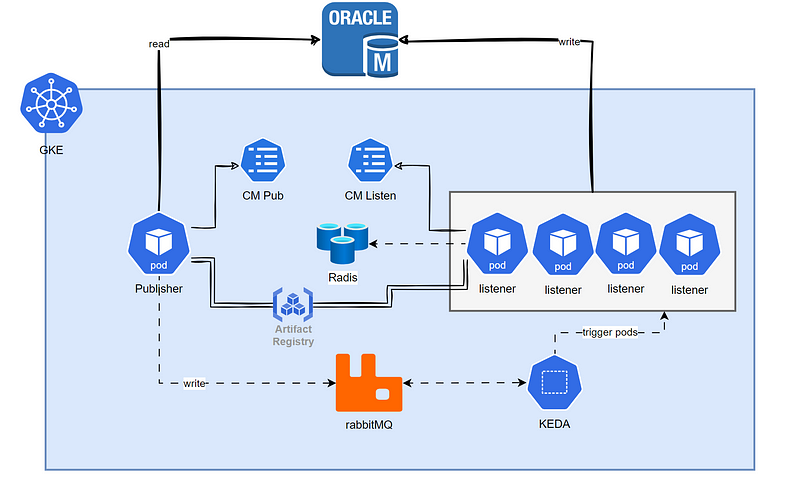 ORACLE
M
read
write
GKE
CM Pub
CM Listen
pod
Publisher
Radis
pod
pod
pod
pod
listener
listener
listener
listener
Artifact
Registry
trigger pods
write
rabbitMQ
KEDA